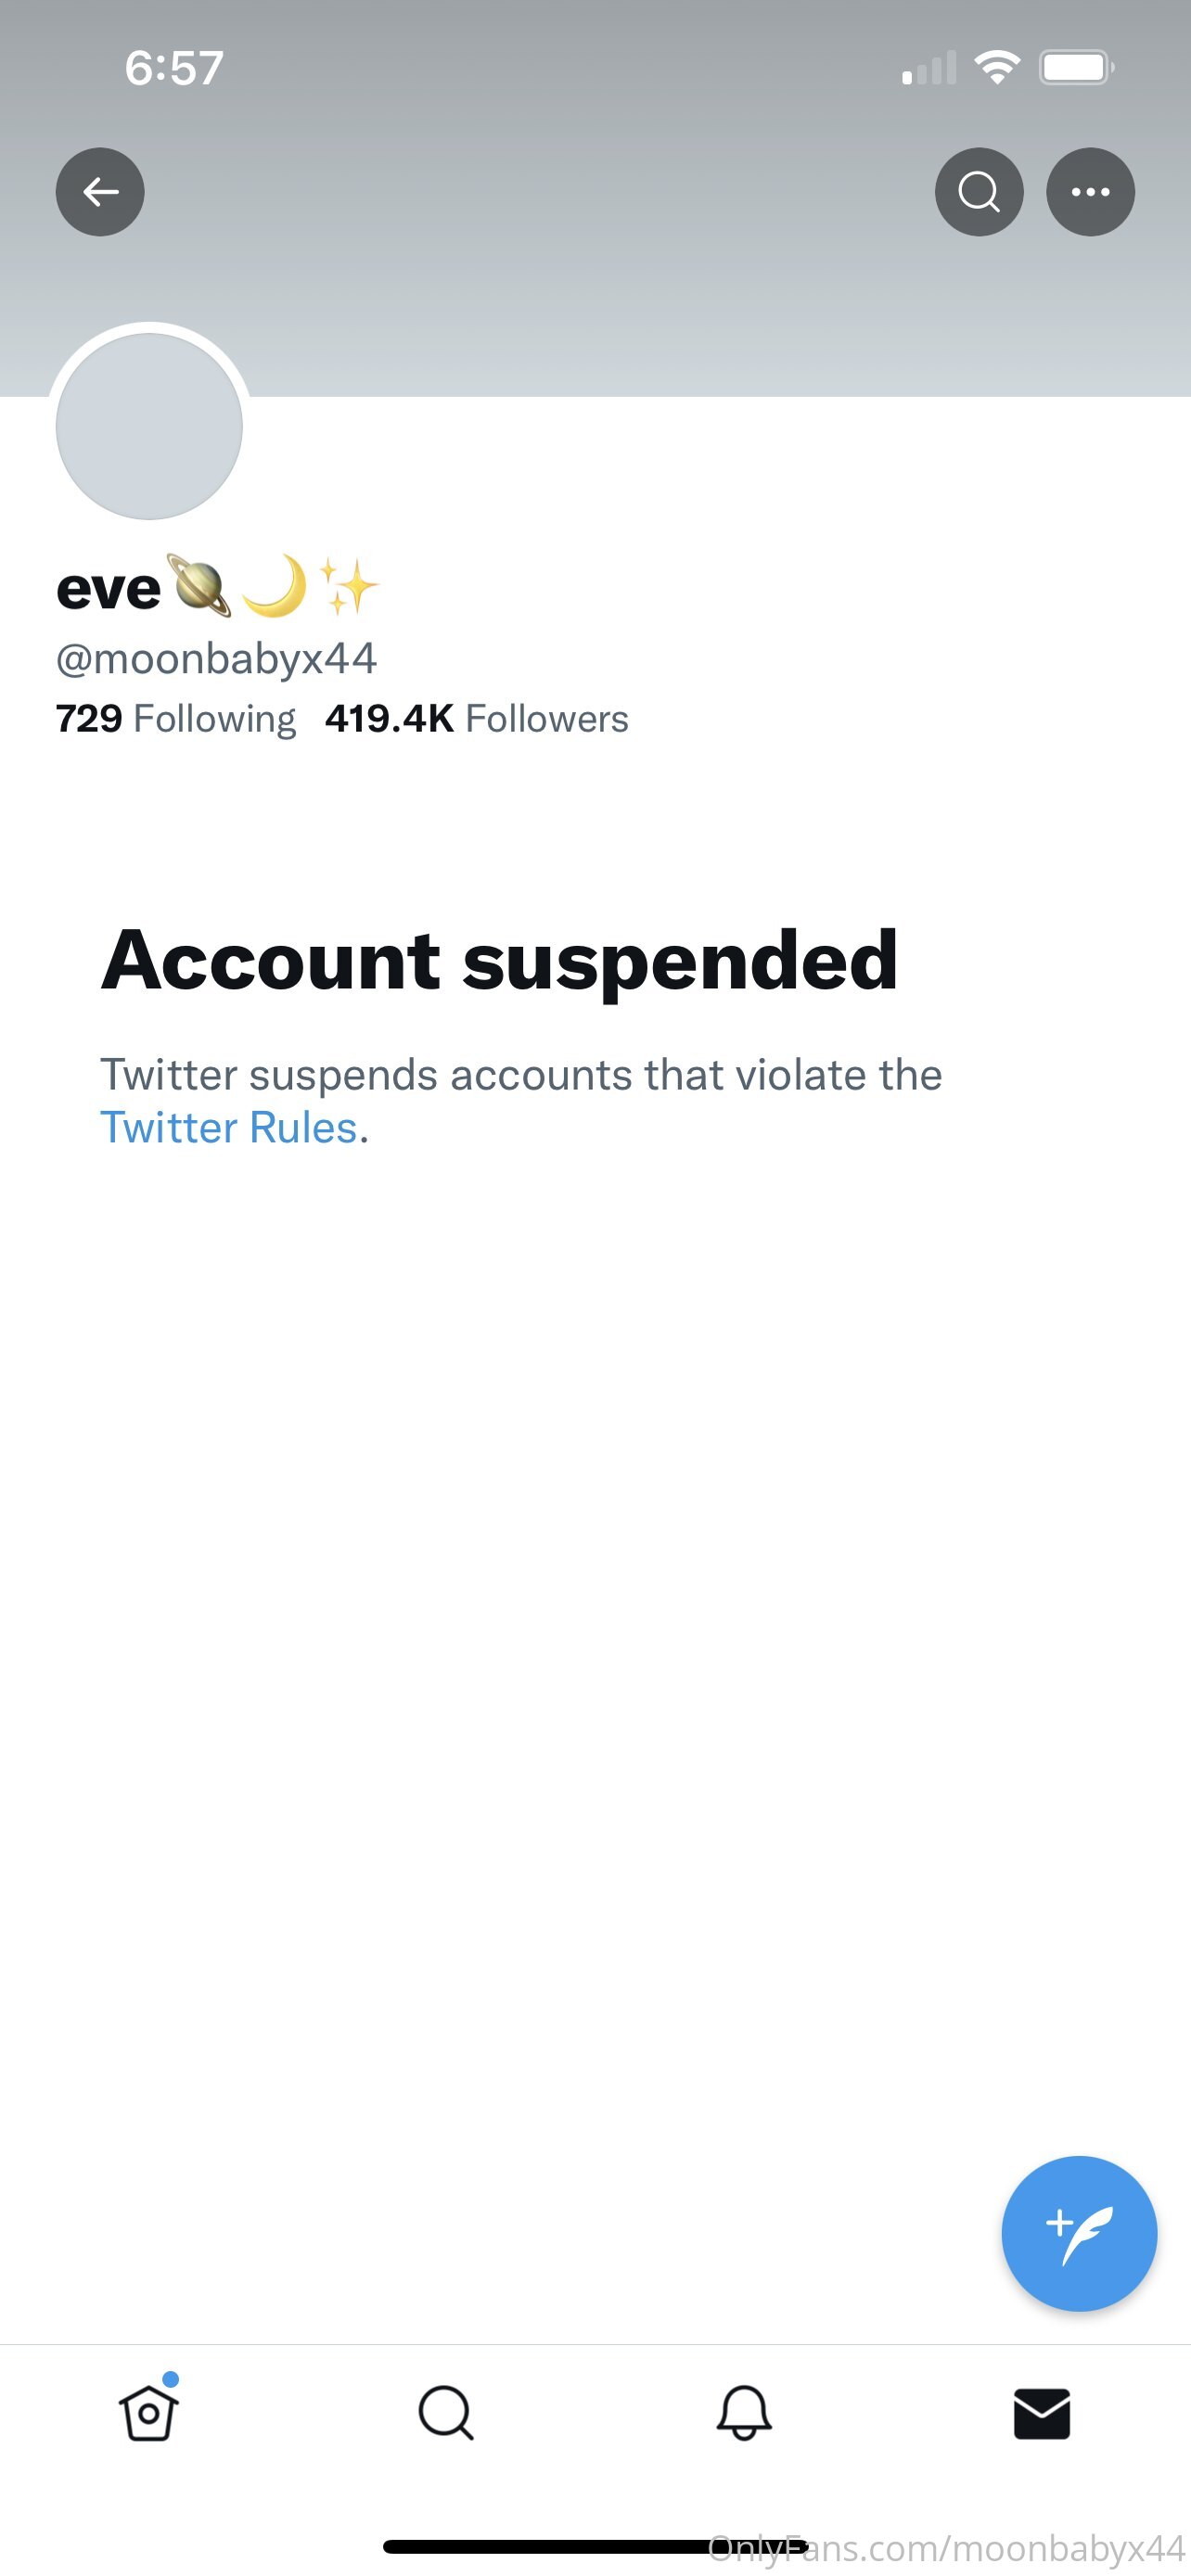 6:57
eve🪐🌙✨
@moonbabyx44
729 Following 419.4K Followers
Account suspended
Twitter suspends accounts that violate the
Twitter Rules.
OnlyFans.com/moonbabyx44